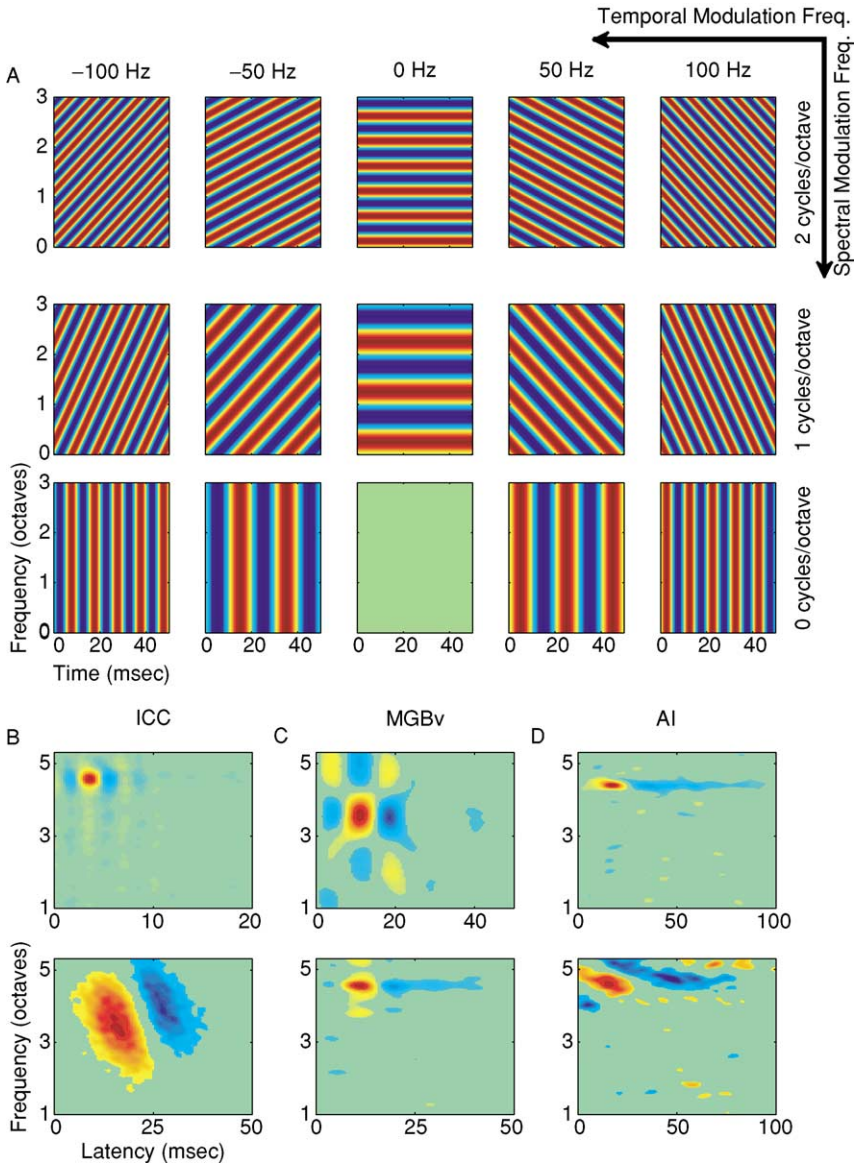 Temporal Modulation Freq.
Spectral Modulation Freq.
A
−100 Hz −50 Hz 0 Hz 50 Hz 100 Hz
3
2
1
0
2 cycles/octave
3
2
1
0
1 cycles/octave
Frequency (octaves)
3
2
1
0
0 cycles/octave
0 20 40 0 20 40 0 20 40 0 20 40 0 20 40
Time (msec)
B ICC C MGBv D AI
5 5 5
3 3 3
1 1 1
0 10 20 0 20 40 0 50 100
Frequency (octaves)
5 5 5
3 3 3
1 1 1
0 25 50 0 25 50 0 50 100
Latency (msec)